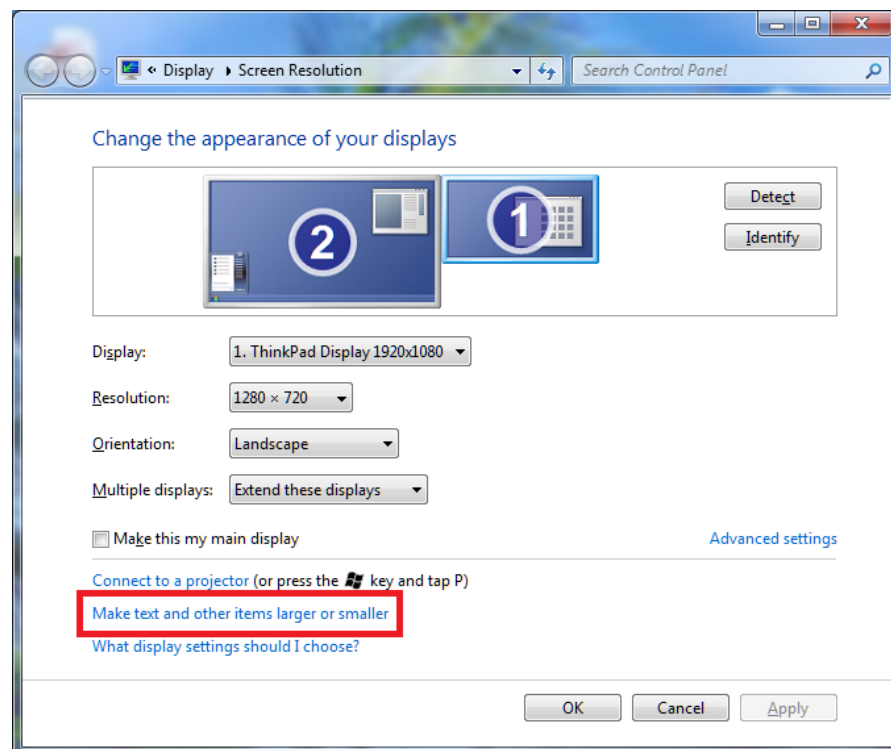 « Display ▸ Screen Resolution
Search Control Panel
Change the appearance of your displays
2
1
Detect
Identify
Display: 1. ThinkPad Display 1920x1080
Resolution: 1280 × 720
Orientation: Landscape
Multiple displays: Extend these displays
Make this my main display
Advanced settings
Connect to a projector (or press the key and tap P)
Make text and other items larger or smaller
What display settings should I choose?
OK Cancel Apply